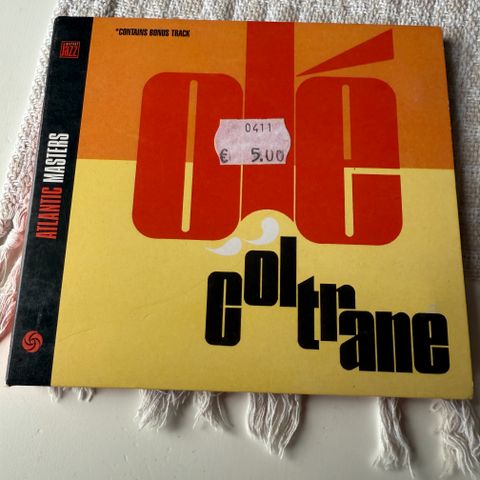 *CONTAINS BONUS TRACK
olé
0411
€ 5.00
coltrane
ATLANTIC MASTERS
JAZZ